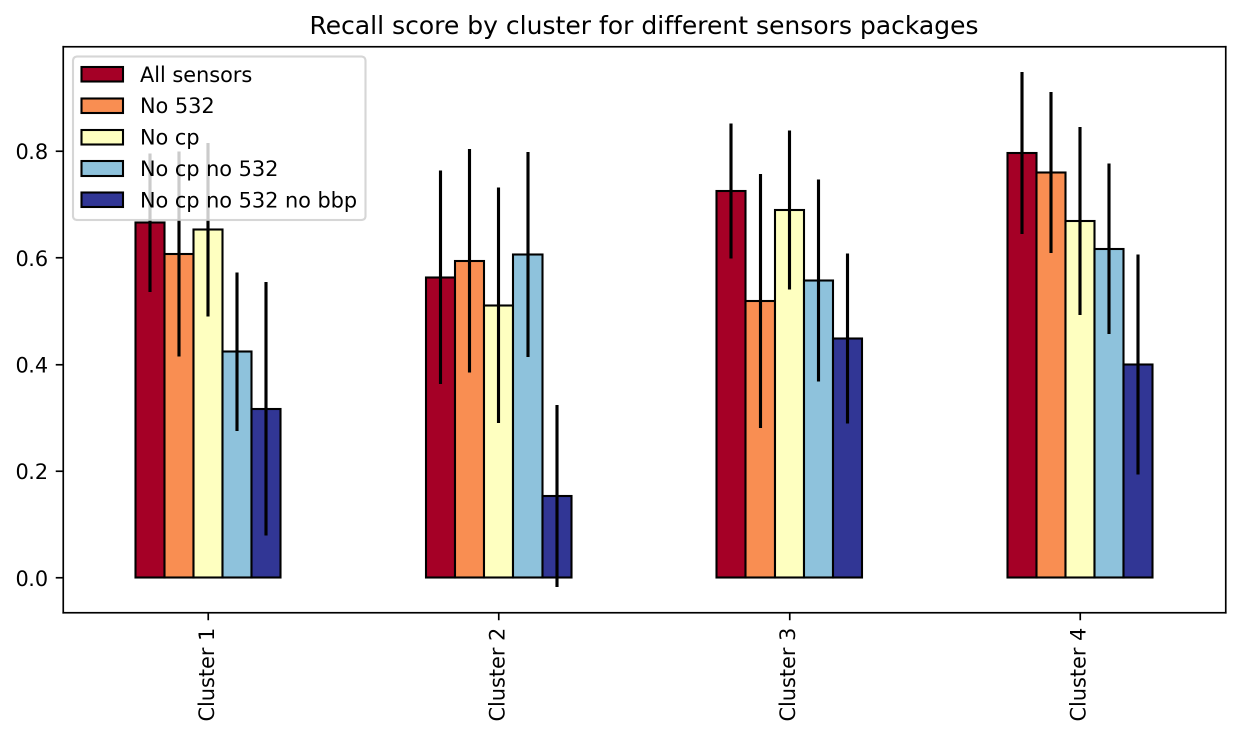 Recall score by cluster for different sensors packages
All sensors
No 532
No cp
No cp no 532
No cp no 532 no bbp
0.8
0.6
0.4
0.2
0.0
Cluster 1
Cluster 2
Cluster 3
Cluster 4